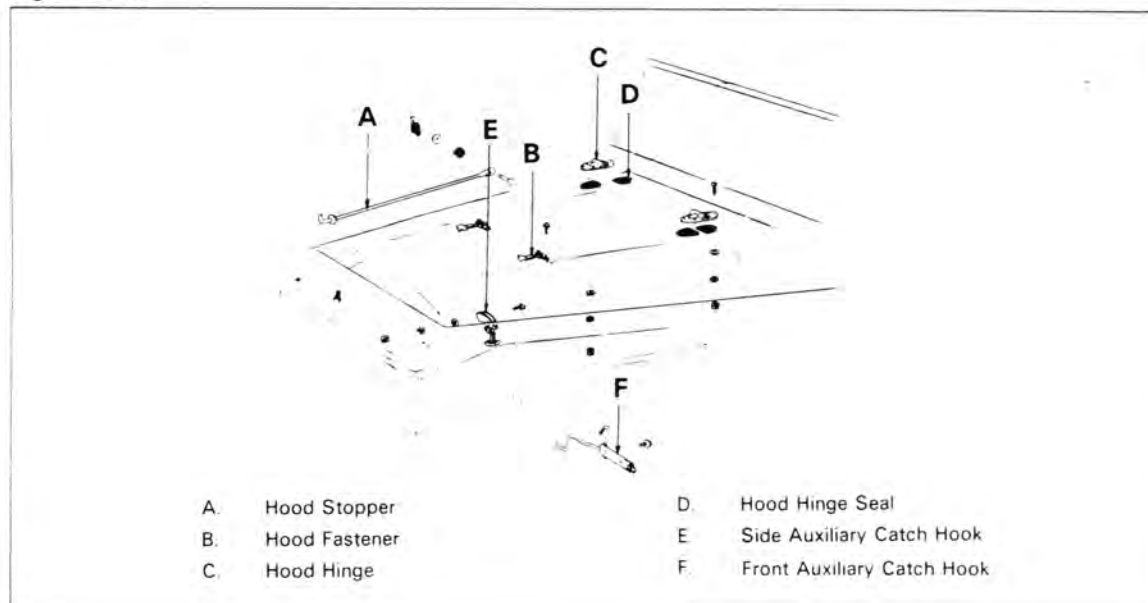 C
D
A
E
B
F
A. Hood Stopper
B. Hood Fastener
C. Hood Hinge
D. Hood Hinge Seal
E Side Auxiliary Catch Hook
F. Front Auxiliary Catch Hook